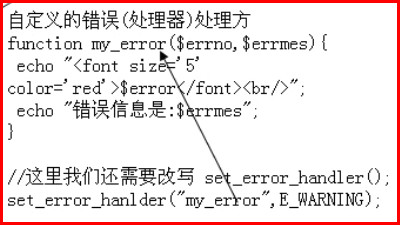 自定义的错误(处理器)处理方
function my_error($errno,$errmes){
echo "<font size='5'
color='red'>$error</font><br/>";
echo "错误信息是:$errmes";
}
//这里我们还需要改写 set_error_handler();
set_error_hanlder("my_error",E_WARNING);